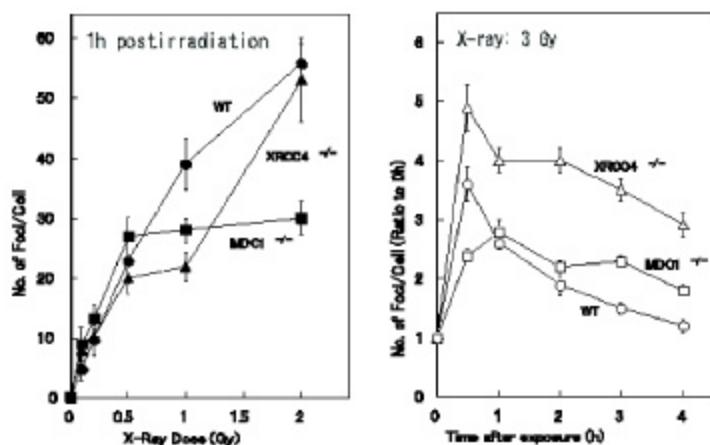 1h postirradiation
WT
XRCC4 -/-
MDC1 -/-
No. of Foci/Cell
60
50
40
30
20
10
0
0 0.5 1 1.5 2
X-Ray Dose (Gy)
X-ray: 3 Gy
XRCC4 -/-
MDC1 -/-
WT
No. of Foci/Cell (Ratio to 0h)
6
5
4
3
2
1
0
0 1 2 3 4
Time after exposure (h)